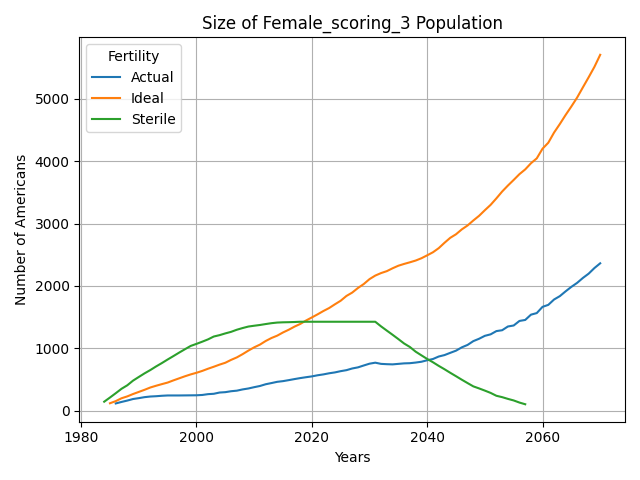 Size of Female_scoring_3 Population
Fertility
Actual
Ideal
Sterile
Number of Americans
5000
4000
3000
2000
1000
0
1980 2000 2020 2040 2060
Years